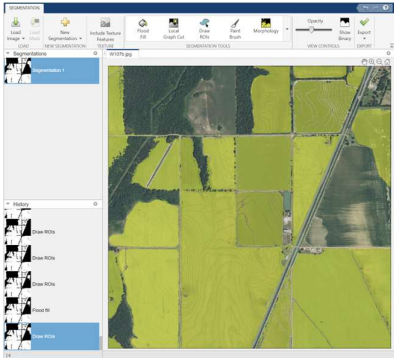 SEGMENTATION
Load
Image
Load
Mask
New
Segmentation
Include Texture
Features
Flood
Fill
Local
Graph Cut
Draw
ROIs
Paint
Brush
Morphology
Opacity
Show
Binary
Export
LOAD
NEW SEGMENTATION
TEXTURE
SEGMENTATION TOOLS
VIEW CONTROLS
EXPORT
Segmentations
Segmentation 1
History
Draw ROIs
Draw ROIs
Draw ROIs
Flood fill
Draw ROIs